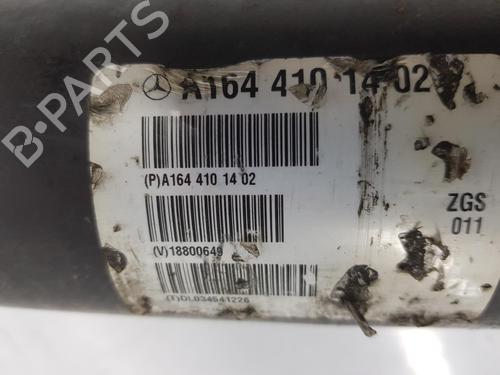 A164 410 14 02
(P)A164 410 14 02
ZGS
011
(V)18800649
(T)DL034541226
B-PARTS